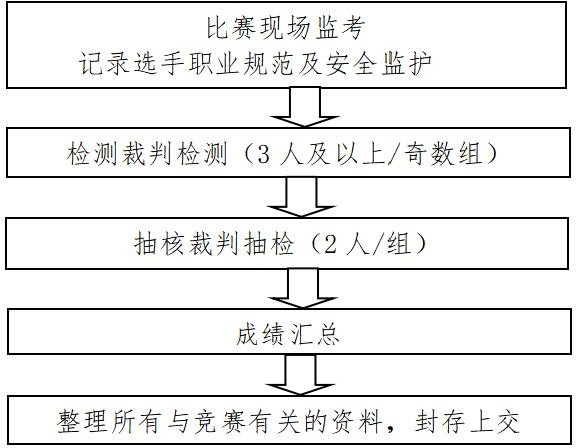 比赛现场监考
记录选手职业规范及安全监护
检测裁判检测（3人及以上/奇数组）
抽核裁判抽检（2人/组）
成绩汇总
整理所有与竞赛有关的资料，封存上交